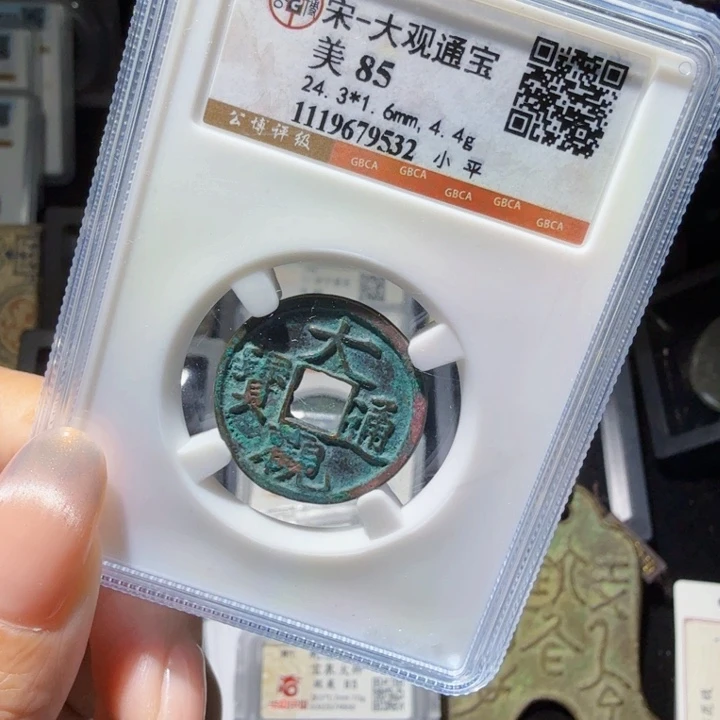 宋-大观通宝
美 85
24.3*1.6mm, 4.4g
1119679532 小平
公博评级
GBCA GBCA GBCA GBCA GBCA
大
寶 通
觀